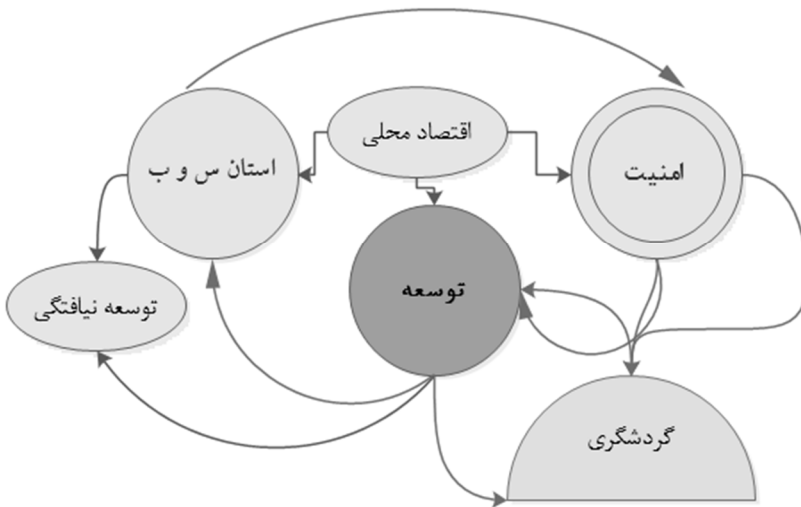 اقتصاد محلی
امنیت
استان س و ب
توسعه
توسعه نیافتگی
گردشگری